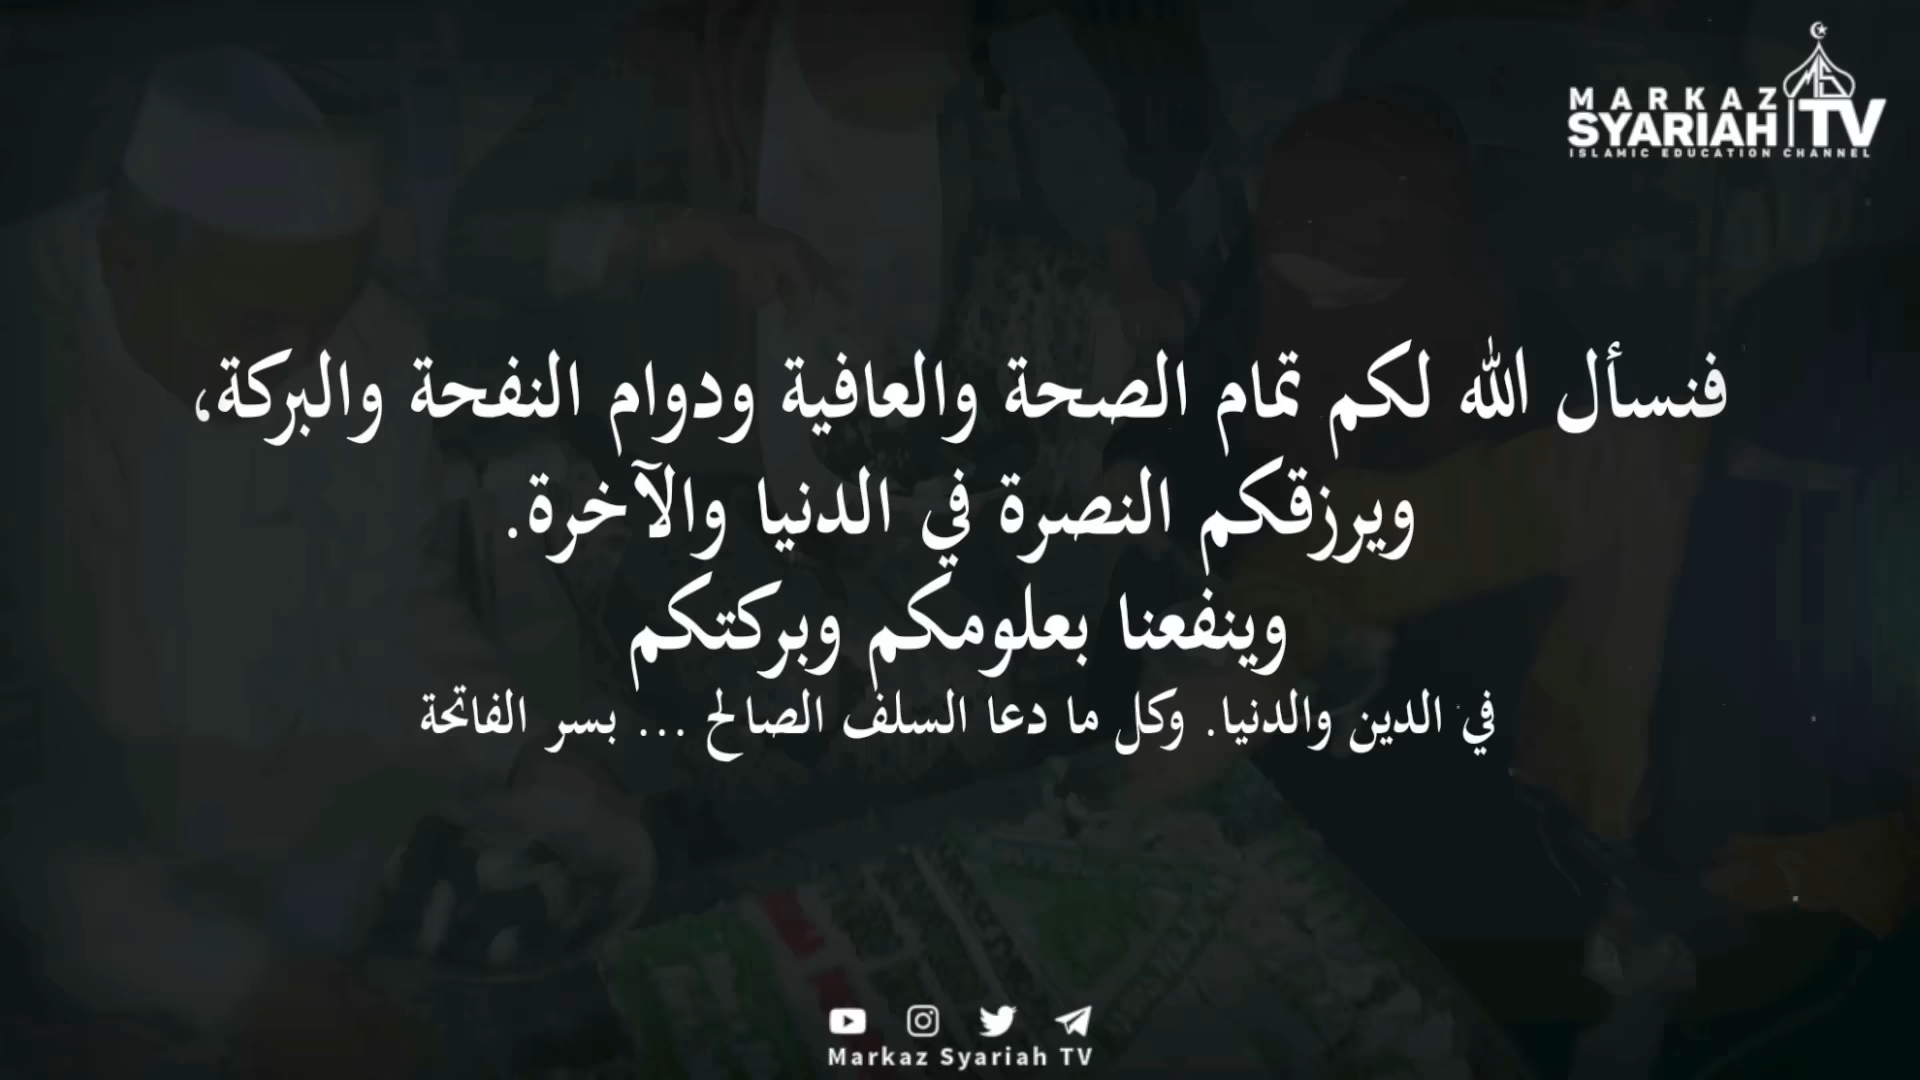 MARKAZ
SYARIAH TV
ISLAMIC EDUCATION CHANNEL
فنسأل الله لكم تمام الصحة والعافية ودوام النفحة والبركة،
ويرزقكم النصرة في الدنيا والآخرة.
وينفعنا بعلومكم وبركتكم
في الدين والدنيا. وكل ما دعا السلف الصالح ... بسر الفاتحة
Markaz Syariah TV